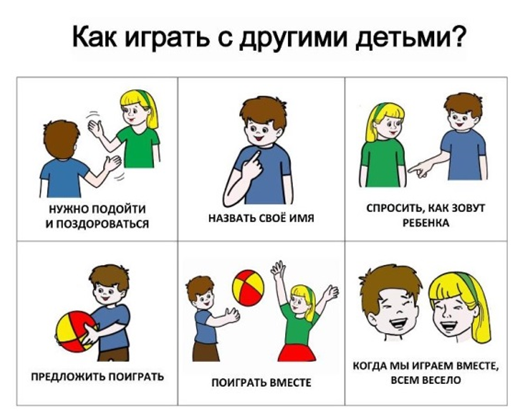 Как играть с другими детьми?
НУЖНО ПОДОЙТИ
И ПОЗДОРОВАТЬСЯ
НАЗВАТЬ СВОЁ ИМЯ
СПРОСИТЬ, КАК ЗОВУТ
РЕБЕНКА
ПРЕДЛОЖИТЬ ПОИГРАТЬ
ПОИГРАТЬ ВМЕСТЕ
КОГДА МЫ ИГРАЕМ ВМЕСТЕ,
ВСЕМ ВЕСЕЛО